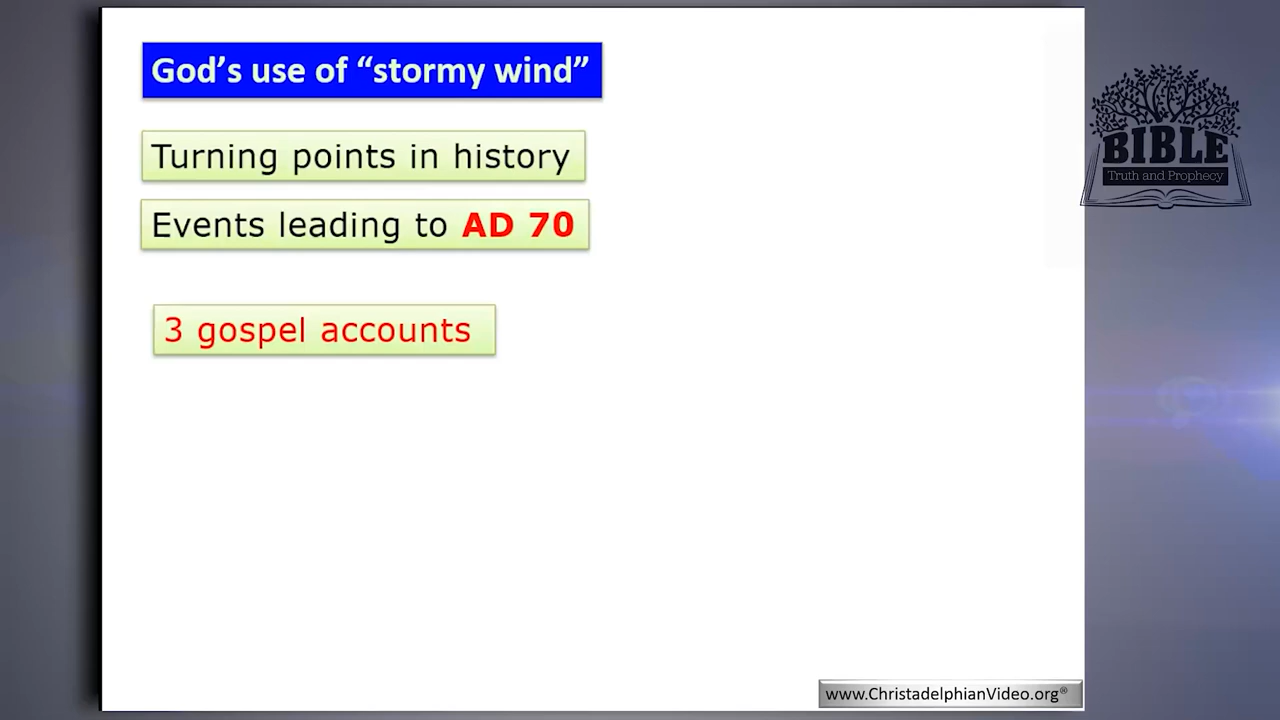 God’s use of “stormy wind”
Turning points in history
Events leading to AD 70
3 gospel accounts
BIBLE
Truth and Prophecy
www.ChristadelphianVideo.org®